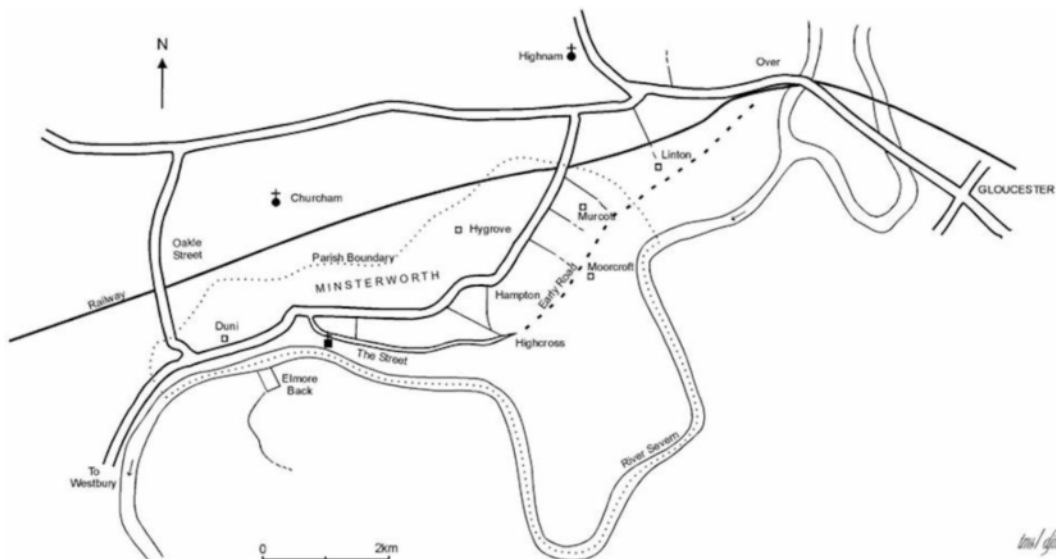 N
Highnam
Over
Linton
GLOUCESTER
Churcham
Murcott
Oakle
Street
Hygrove
Parish Boundary
Moorcroft
MINSTERWORTH
Early Road
Railway
Hampton
Duni
Highcross
The Street
Elmore
Back
River Severn
To
Westbury
0
2km